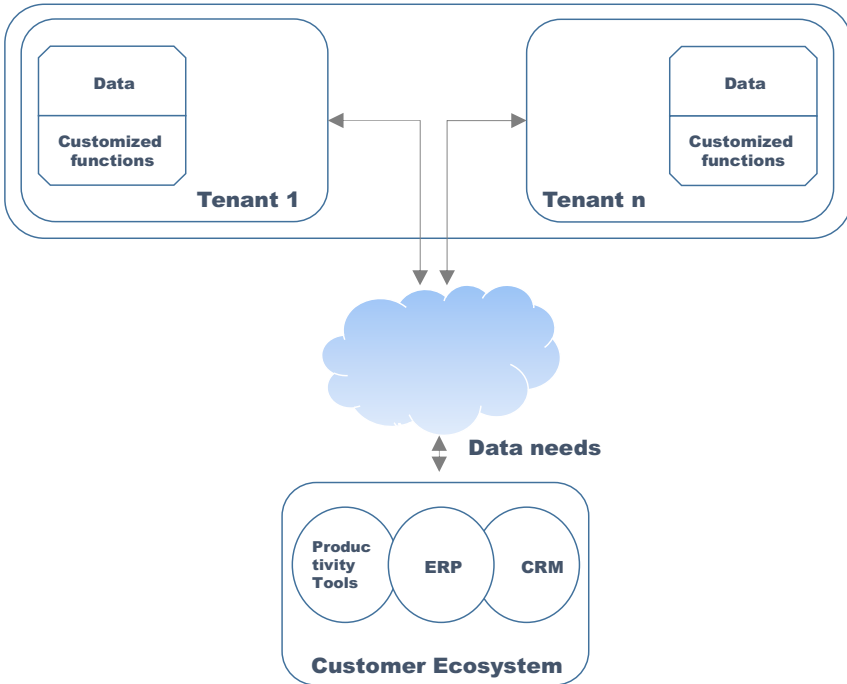 Data
Customized
functions
Tenant 1
Data
Customized
functions
Tenant n
Data needs
Produc
tivity
Tools
ERP
CRM
Customer Ecosystem